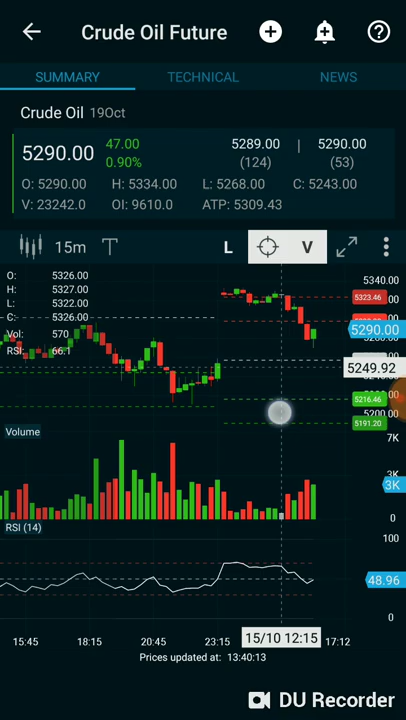 Crude Oil Future
SUMMARY TECHNICAL NEWS
Crude Oil 19Oct
5290.00 47.00 0.90% 5289.00 (124) | 5290.00 (53)
O: 5290.00 H: 5334.00 L: 5268.00 C: 5243.00
V: 23242.0 OI: 9610.0 ATP: 5309.43
15m T L V
O: 5326.00
H: 5327.00
L: 5322.00
C: 5326.00
Vol: 570
RSI: 66.1
5340.00
5323.46
5290.00
5249.92
5216.46
5200.00
5191.20
Volume
7K
3K
3K
0
RSI (14)
100
48.96
0
15:45 18:15 20:45 23:15 15/10 12:15 17:12
Prices updated at: 13:40:13
DU Recorder